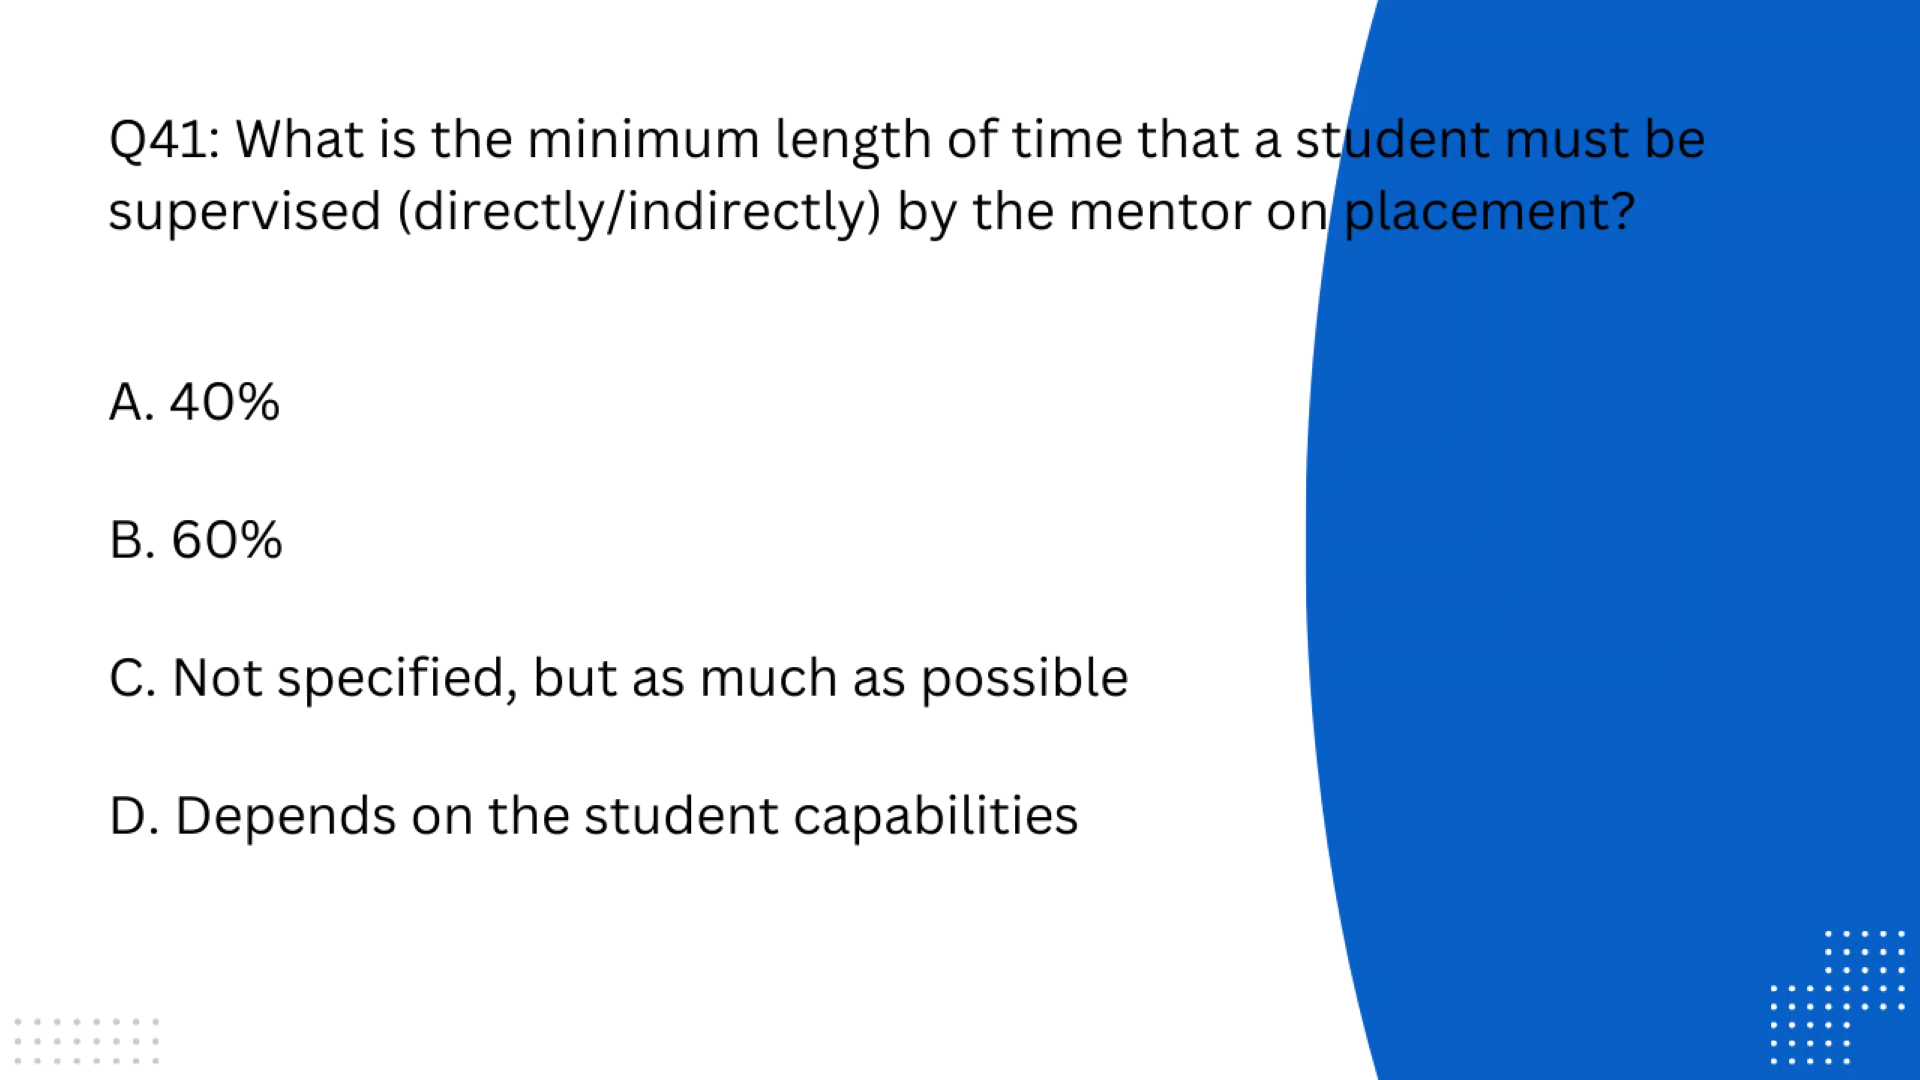 Q41: What is the minimum length of time that a student must be
supervised (directly/indirectly) by the mentor on placement?
A. 40%
B. 60%
C. Not specified, but as much as possible
D. Depends on the student capabilities